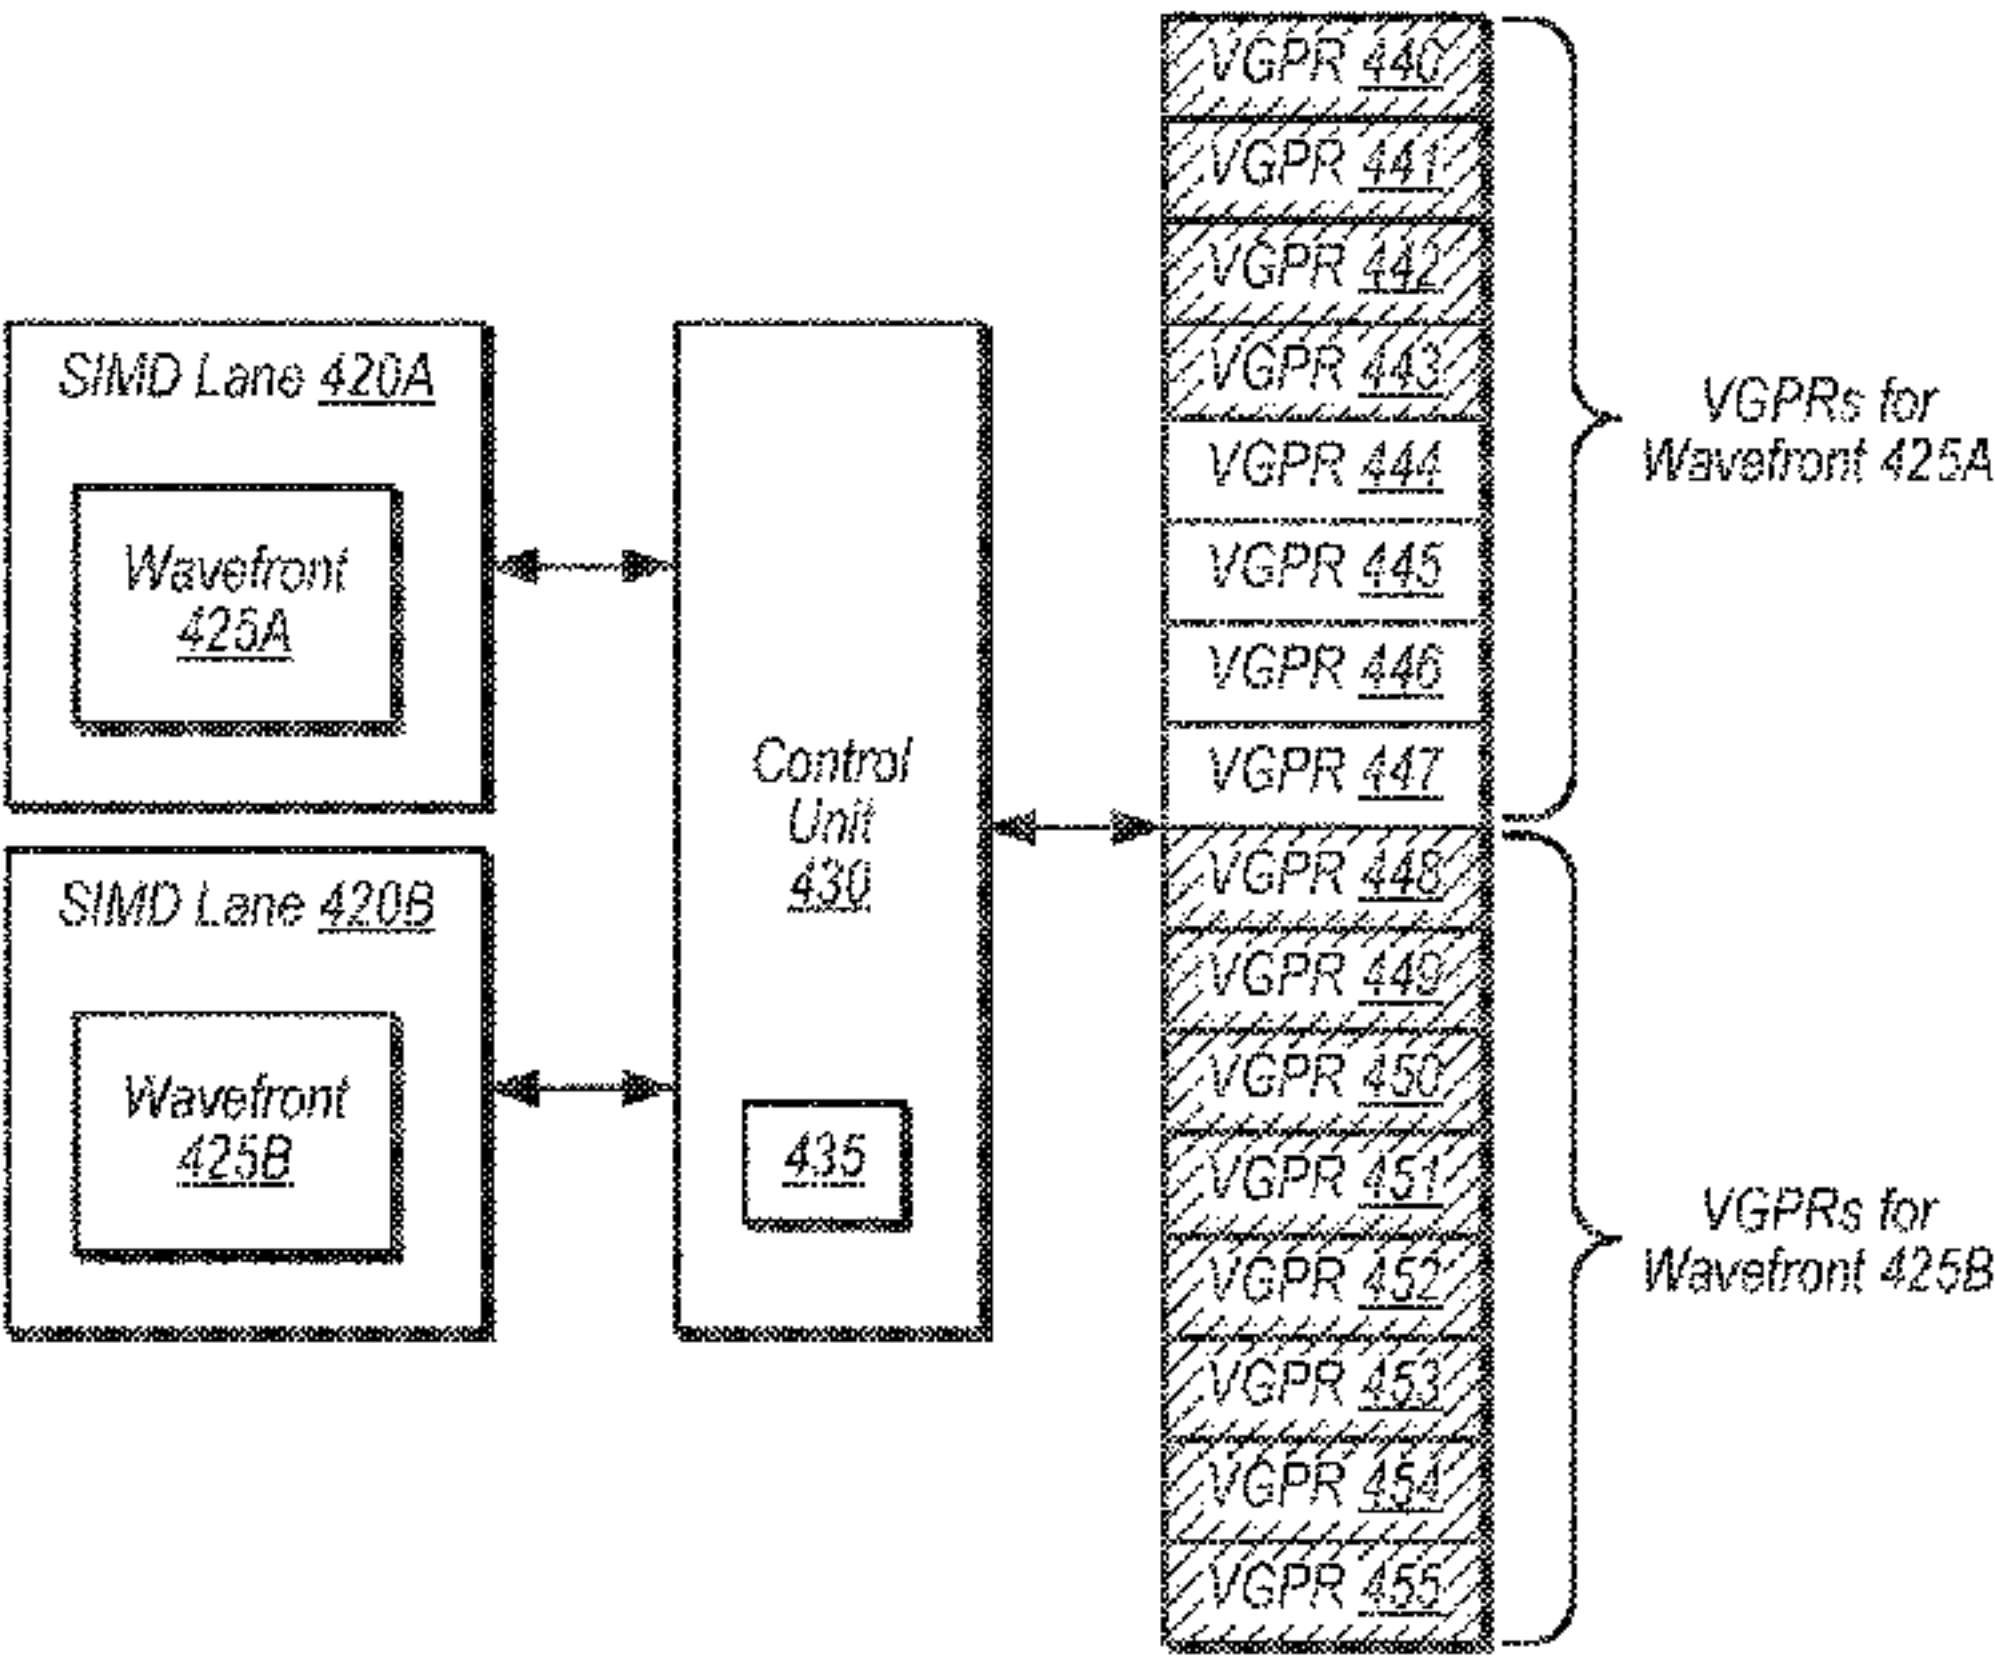 SIMD Lane 420A
Wavefront
425A
SIMD Lane 420B
Wavefront
425B
Control
Unit
430
435
VGPR 440
VGPR 441
VGPR 442
VGPR 443
VGPR 444
VGPR 445
VGPR 446
VGPR 447
VGPR 448
VGPR 449
VGPR 450
VGPR 451
VGPR 452
VGPR 453
VGPR 454
VGPR 455
VGPRs for
Wavefront 425A
VGPRs for
Wavefront 425B